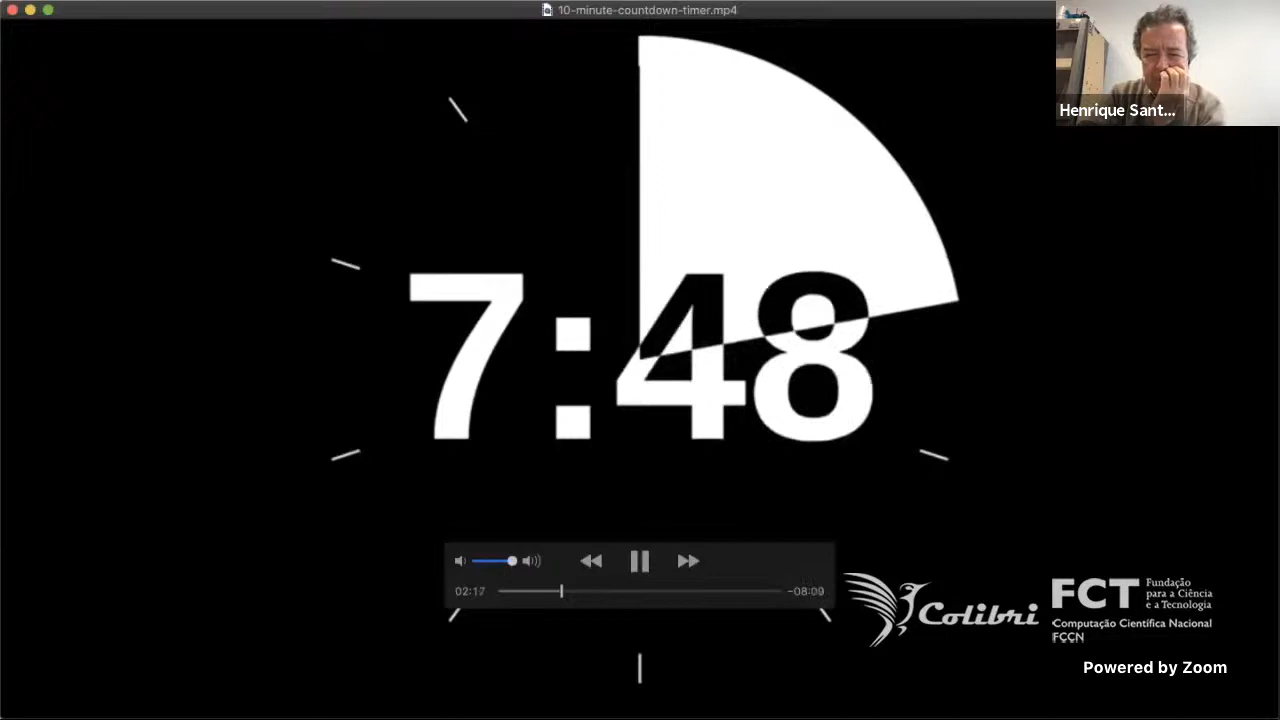 10-minute-countdown-timer.mp4
Henrique Sant...
7:48
02:17
-08:09
Colibri
FCT Fundação
para a Ciência
e a Tecnologia
Computação Científica Nacional
FCCN
Powered by Zoom